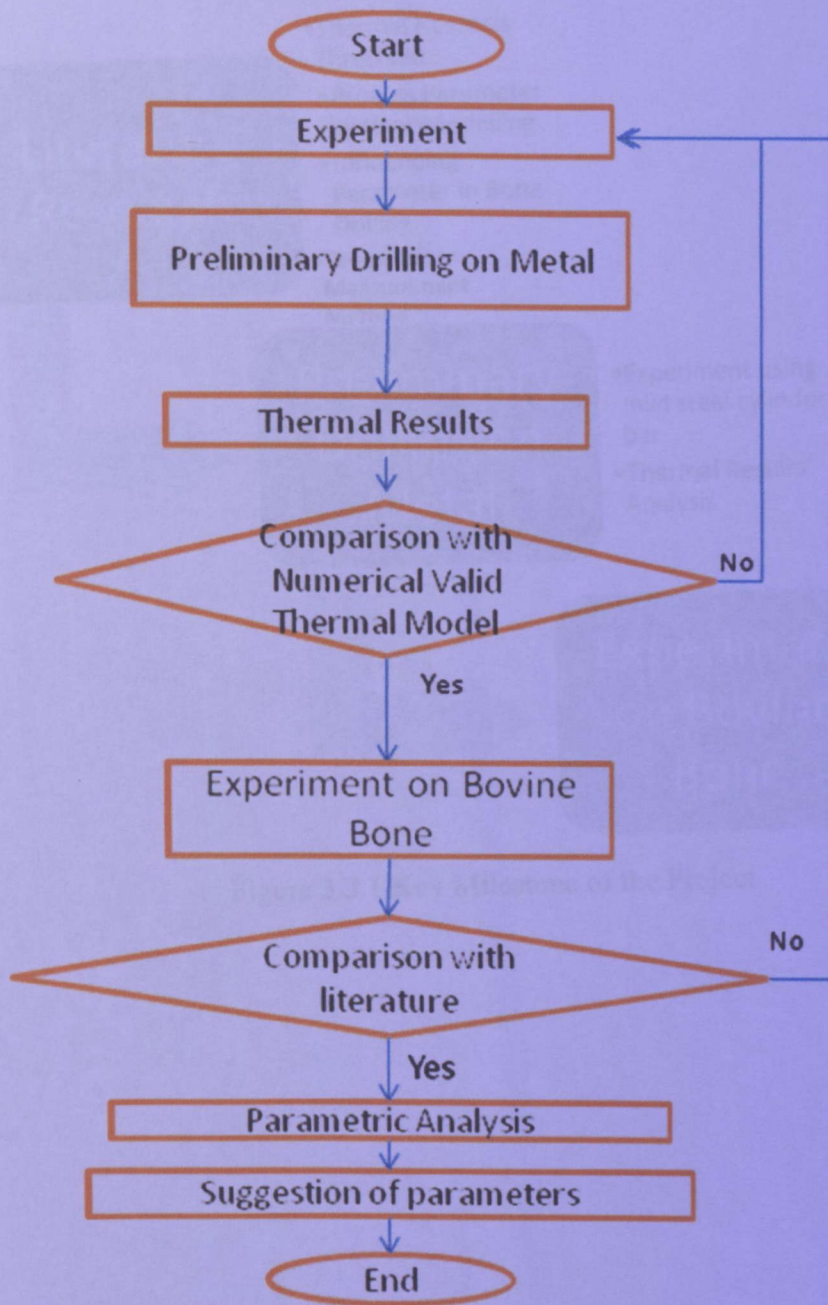 Start
Experiment
Preliminary Drilling on Metal
Thermal Results
Comparison with
Numerical Valid
Thermal Model
No
Yes
Experiment on Bovine
Bone
Comparison with
literature
No
Yes
Parametric Analysis
Suggestion of parameters
End